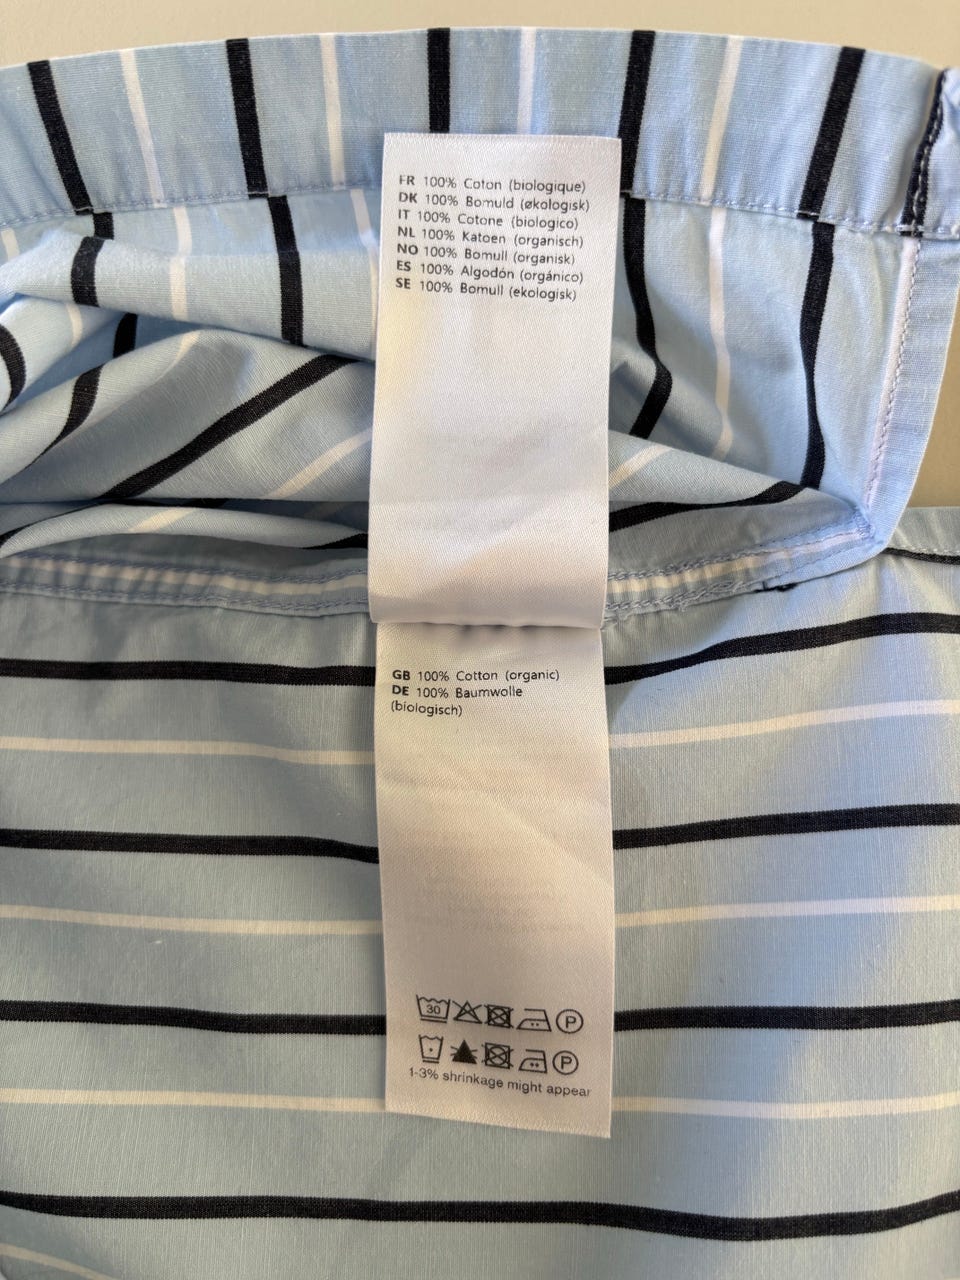 FR 100% Coton (biologique)
DK 100% Bomuld (økologisk)
IT 100% Cotone (biologico)
NL 100% Katoen (organisch)
NO 100% Bomull (organisk)
ES 100% Algodón (orgánico)
SE 100% Bomull (ekologisk)
GB 100% Cotton (organic)
DE 100% Baumwolle
(biologisch)
30 P
P
1-3% shrinkage might appear